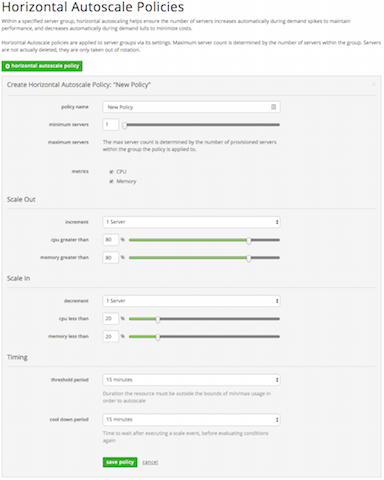 Horizontal Autoscale Policies
Within a specified server group, horizontal autoscaling helps ensure the number of servers increases automatically during demand spikes to maintain
performance, and decreases automatically during demand lulls to minimize costs.
Horizontal Autoscale policies are applied to server groups via its settings. Maximum server count is determined by the number of servers within the group. Servers
are not actually deleted, they are only taken out of rotation.
horizontal autoscale policy
Create Horizontal Autoscale Policy: "New Policy"
policy name New Policy
minimum servers 1
maximum servers The max server count is determined by the number of provisioned servers
within the group the policy is applied to.
metrics CPU
Memory
Scale Out
increment 1 Server
cpu greater than 80 %
memory greater than 80 %
Scale In
decrement 1 Server
cpu less than 20 %
memory less than 20 %
Timing
threshold period 15 minutes
Duration the resource must be outside the bounds of min/max usage in
order to autoscale
cool down period 15 minutes
Time to wait after executing a scale event, before evaluating conditions
again
save policy cancel